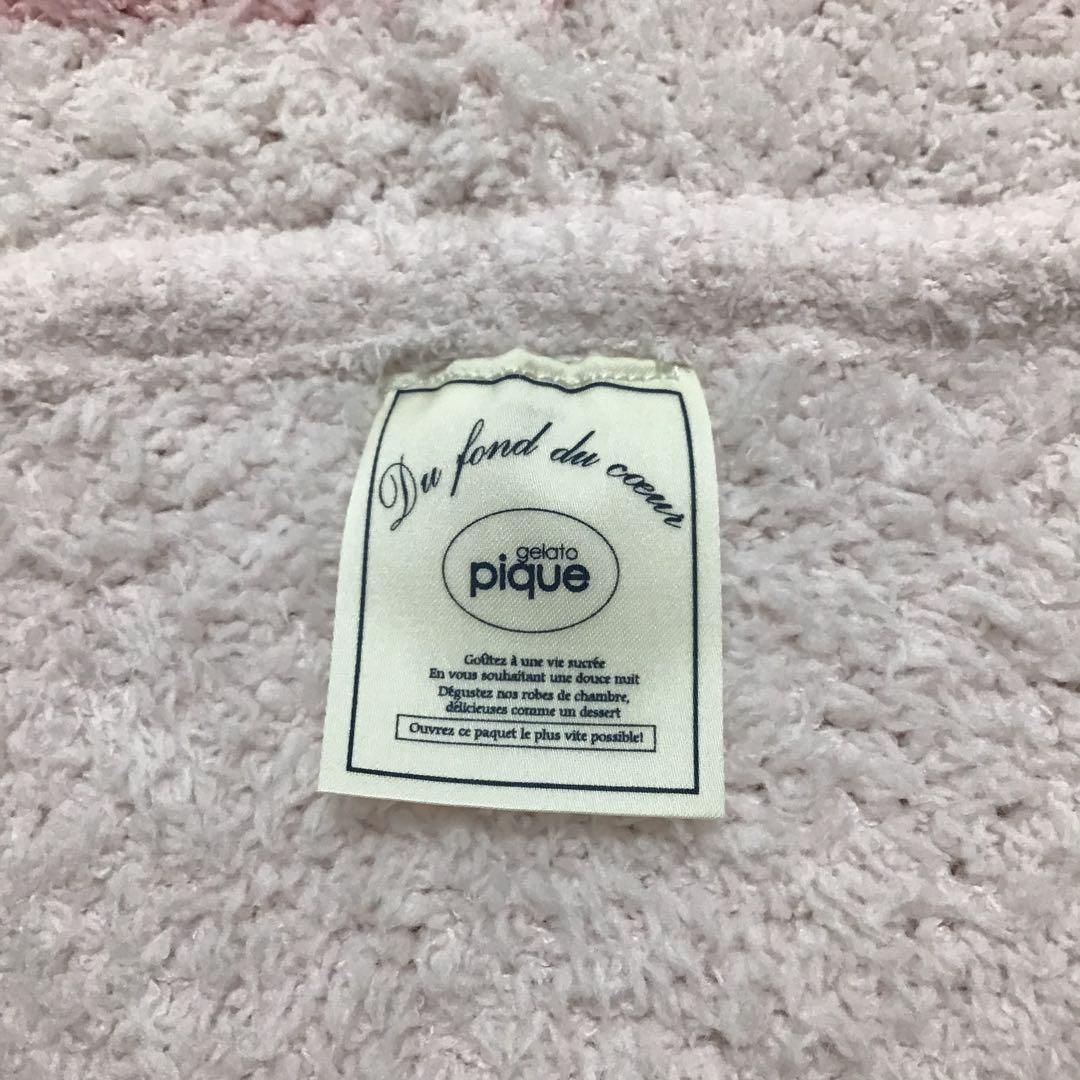 Du fond du cœur
gelato
pique
Goûtez à une vie sucrée
En vous souhaitant une douce nuit
Dégustez nos robes de chambre,
délicieuses comme un dessert
Ouvrez ce paquet le plus vite possible!